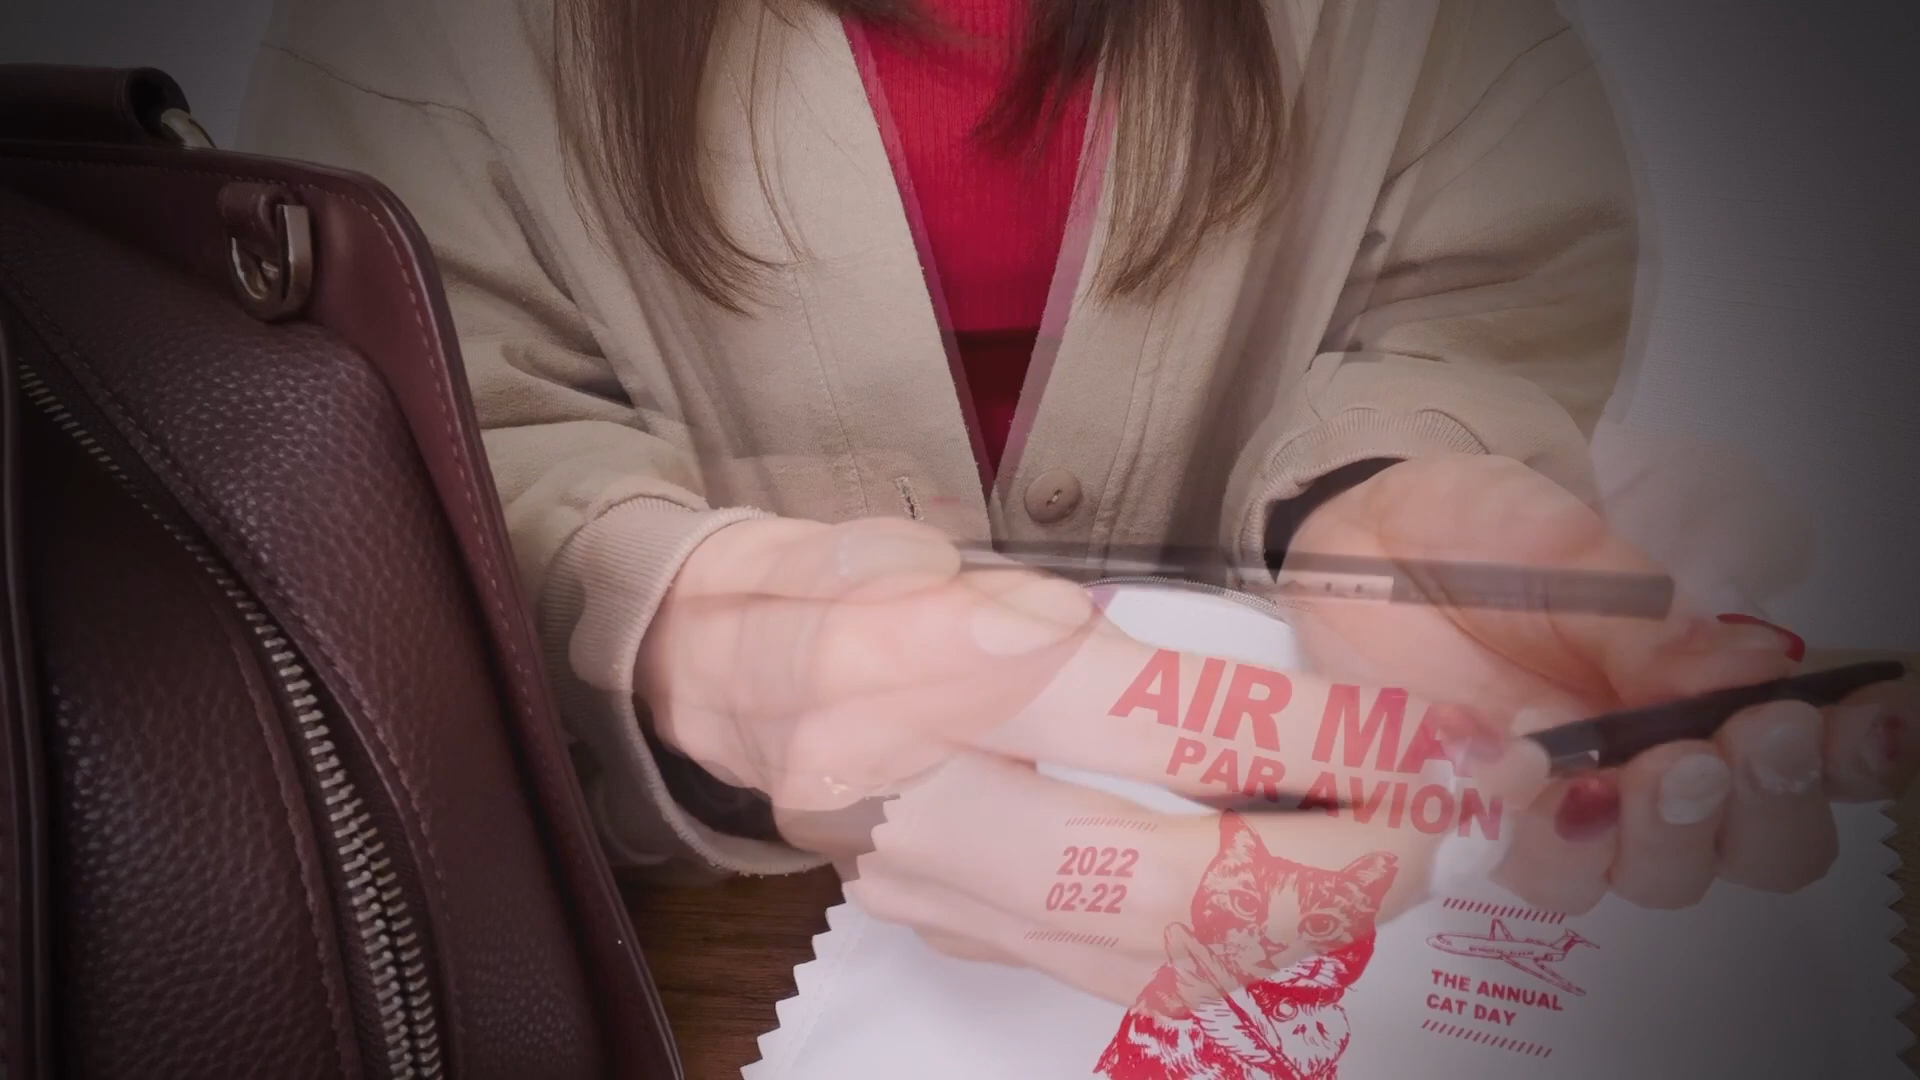 AIR MA
PAR AVION
2022
02·22
THE ANNUAL
CAT DAY